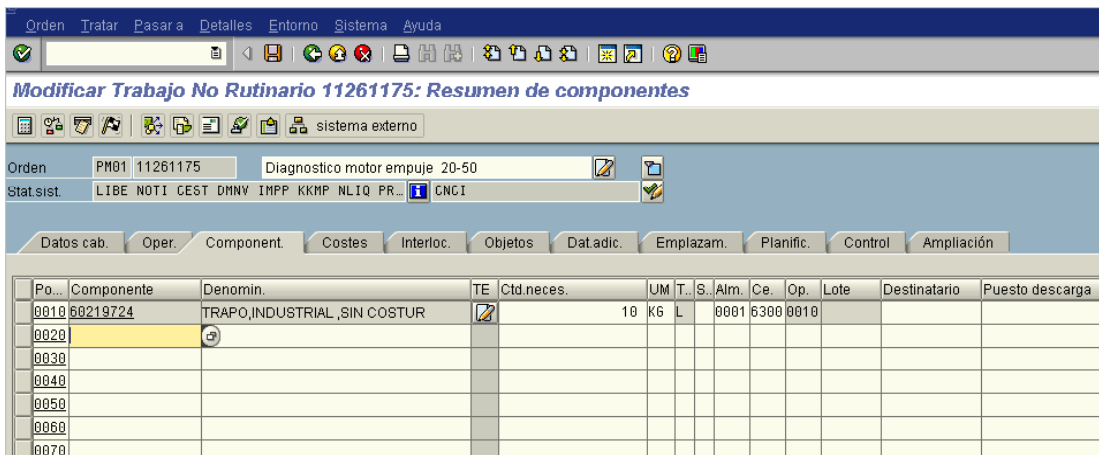 Orden Tratar Pasar a Detalles Entorno Sistema Ayuda
Modificar Trabajo No Rutinario 11261175: Resumen de componentes
sistema externo
Orden PM01 11261175 Diagnostico motor empuje 20-50
Stat.sist. LIBE NOTI CEST DMNV IMPP KKMP NLIQ PR… CNCI
Datos cab. Oper. Component. Costes Interloc. Objetos Dat.adic. Emplazam. Planific. Control Ampliación
Po... Componente Denomin. TE Ctd.neces. UM T.. S.. Alm. Ce. Op. Lote Destinatario Puesto descarga
0010 60219724 TRAPO,INDUSTRIAL ,SIN COSTUR 10 KG L 0001 6300 0010
0020
0030
0040
0050
0060
0070